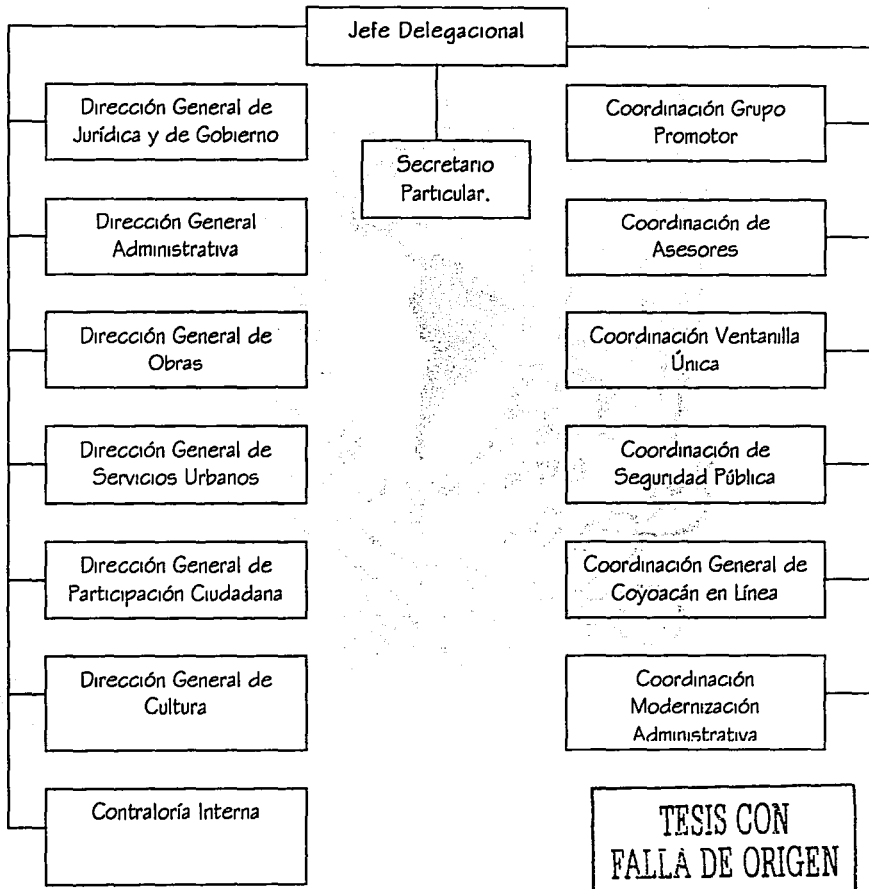 Jefe Delegacional
Secretario
Particular.
Dirección General de
Jurídica y de Gobierno
Dirección General
Administrativa
Dirección General de
Obras
Dirección General de
Servicios Urbanos
Dirección General de
Participación Ciudadana
Dirección General de
Cultura
Contraloría Interna
Coordinación Grupo
Promotor
Coordinación de
Asesores
Coordinación Ventanilla
Única
Coordinación de
Seguridad Pública
Coordinación General de
Coyoacán en Línea
Coordinación
Modernización
Administrativa
TESIS CON
FALLA DE ORIGEN